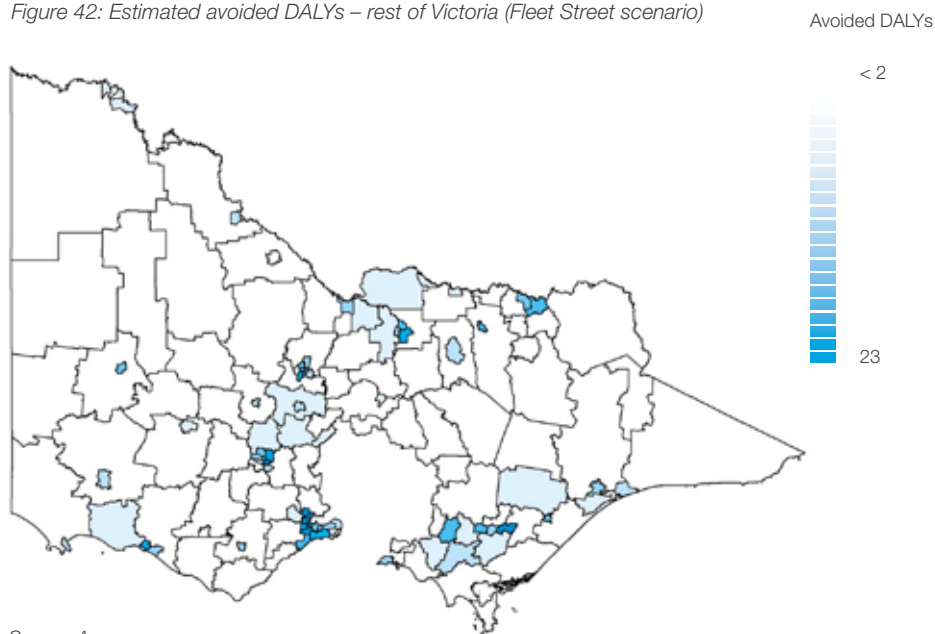 Figure 42: Estimated avoided DALYs – rest of Victoria (Fleet Street scenario)
Avoided DALYs
< 2
23